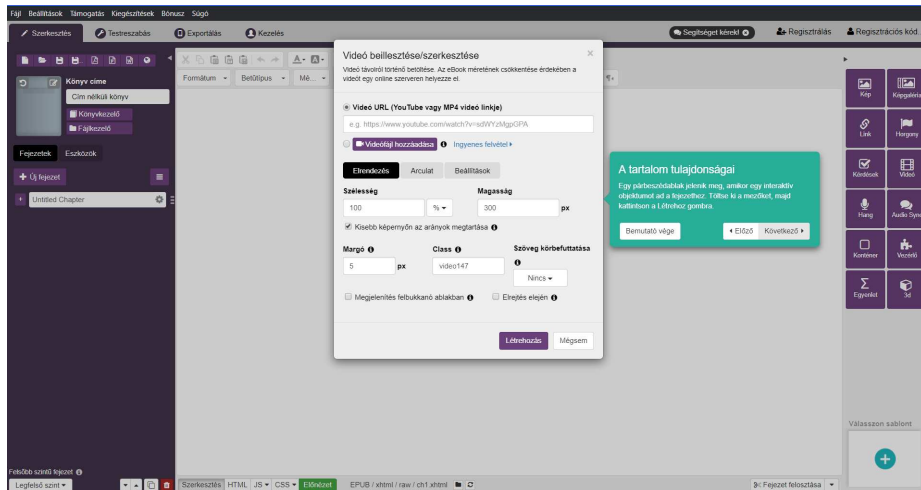 Fájl Beállítások Támogatás Kiegészítések Bónusz Súgó
Szerkesztés Testreszabás Exportálás Kezelés Segítséget kérek! Regisztrálás Regisztrációs kód
Könyv címe
Cím nélküli könyv
Könyvkezelő
Fájlkezelő
Fejezetek Eszközök
Új fejezet
Untitled Chapter
Formátum Betűtípus Mé...
Videó beillesztése/szerkesztése
Videó távolról történő betöltése. Az eBook méretének csökkentése érdekében a
videót egy online szerveren helyezze el.
Videó URL (YouTube vagy MP4 videó linkje)
e.g. https://www.youtube.com/watch?v=sdWYzMgpGPA
Videófájl hozzáadása Ingyenes felvétel
Elrendezés Arculat Beállítások
Szélesség Magasság
100 % 300 px
Kisebb képernyőn az arányok megtartása
Margó Class Szöveg körbefuttatása
5 px video147 Nincs
Megjelenítés felbukkanó ablakban Elrejtés elején
Létrehozás Mégsem
A tartalom tulajdonságai
Egy párbeszédablak jelenik meg, amikor egy interaktív
objektumot ad a fejezethez. Töltse ki a mezőket, majd
kattintson a Létrehoz gombra.
Bemutató vége Előző Következő
Kép Képgaléria
Link Horgony
Kérdések Videó
Hang Audio Sync
Konténer Vezérlő
Egyenlet 3d
Válasszon sablont
Felsőbb szintű fejezet
Legfelső szint Szerkesztés HTML JS CSS Előnézet EPUB / xhtml / raw / ch1.xhtml Fejezet felosztása